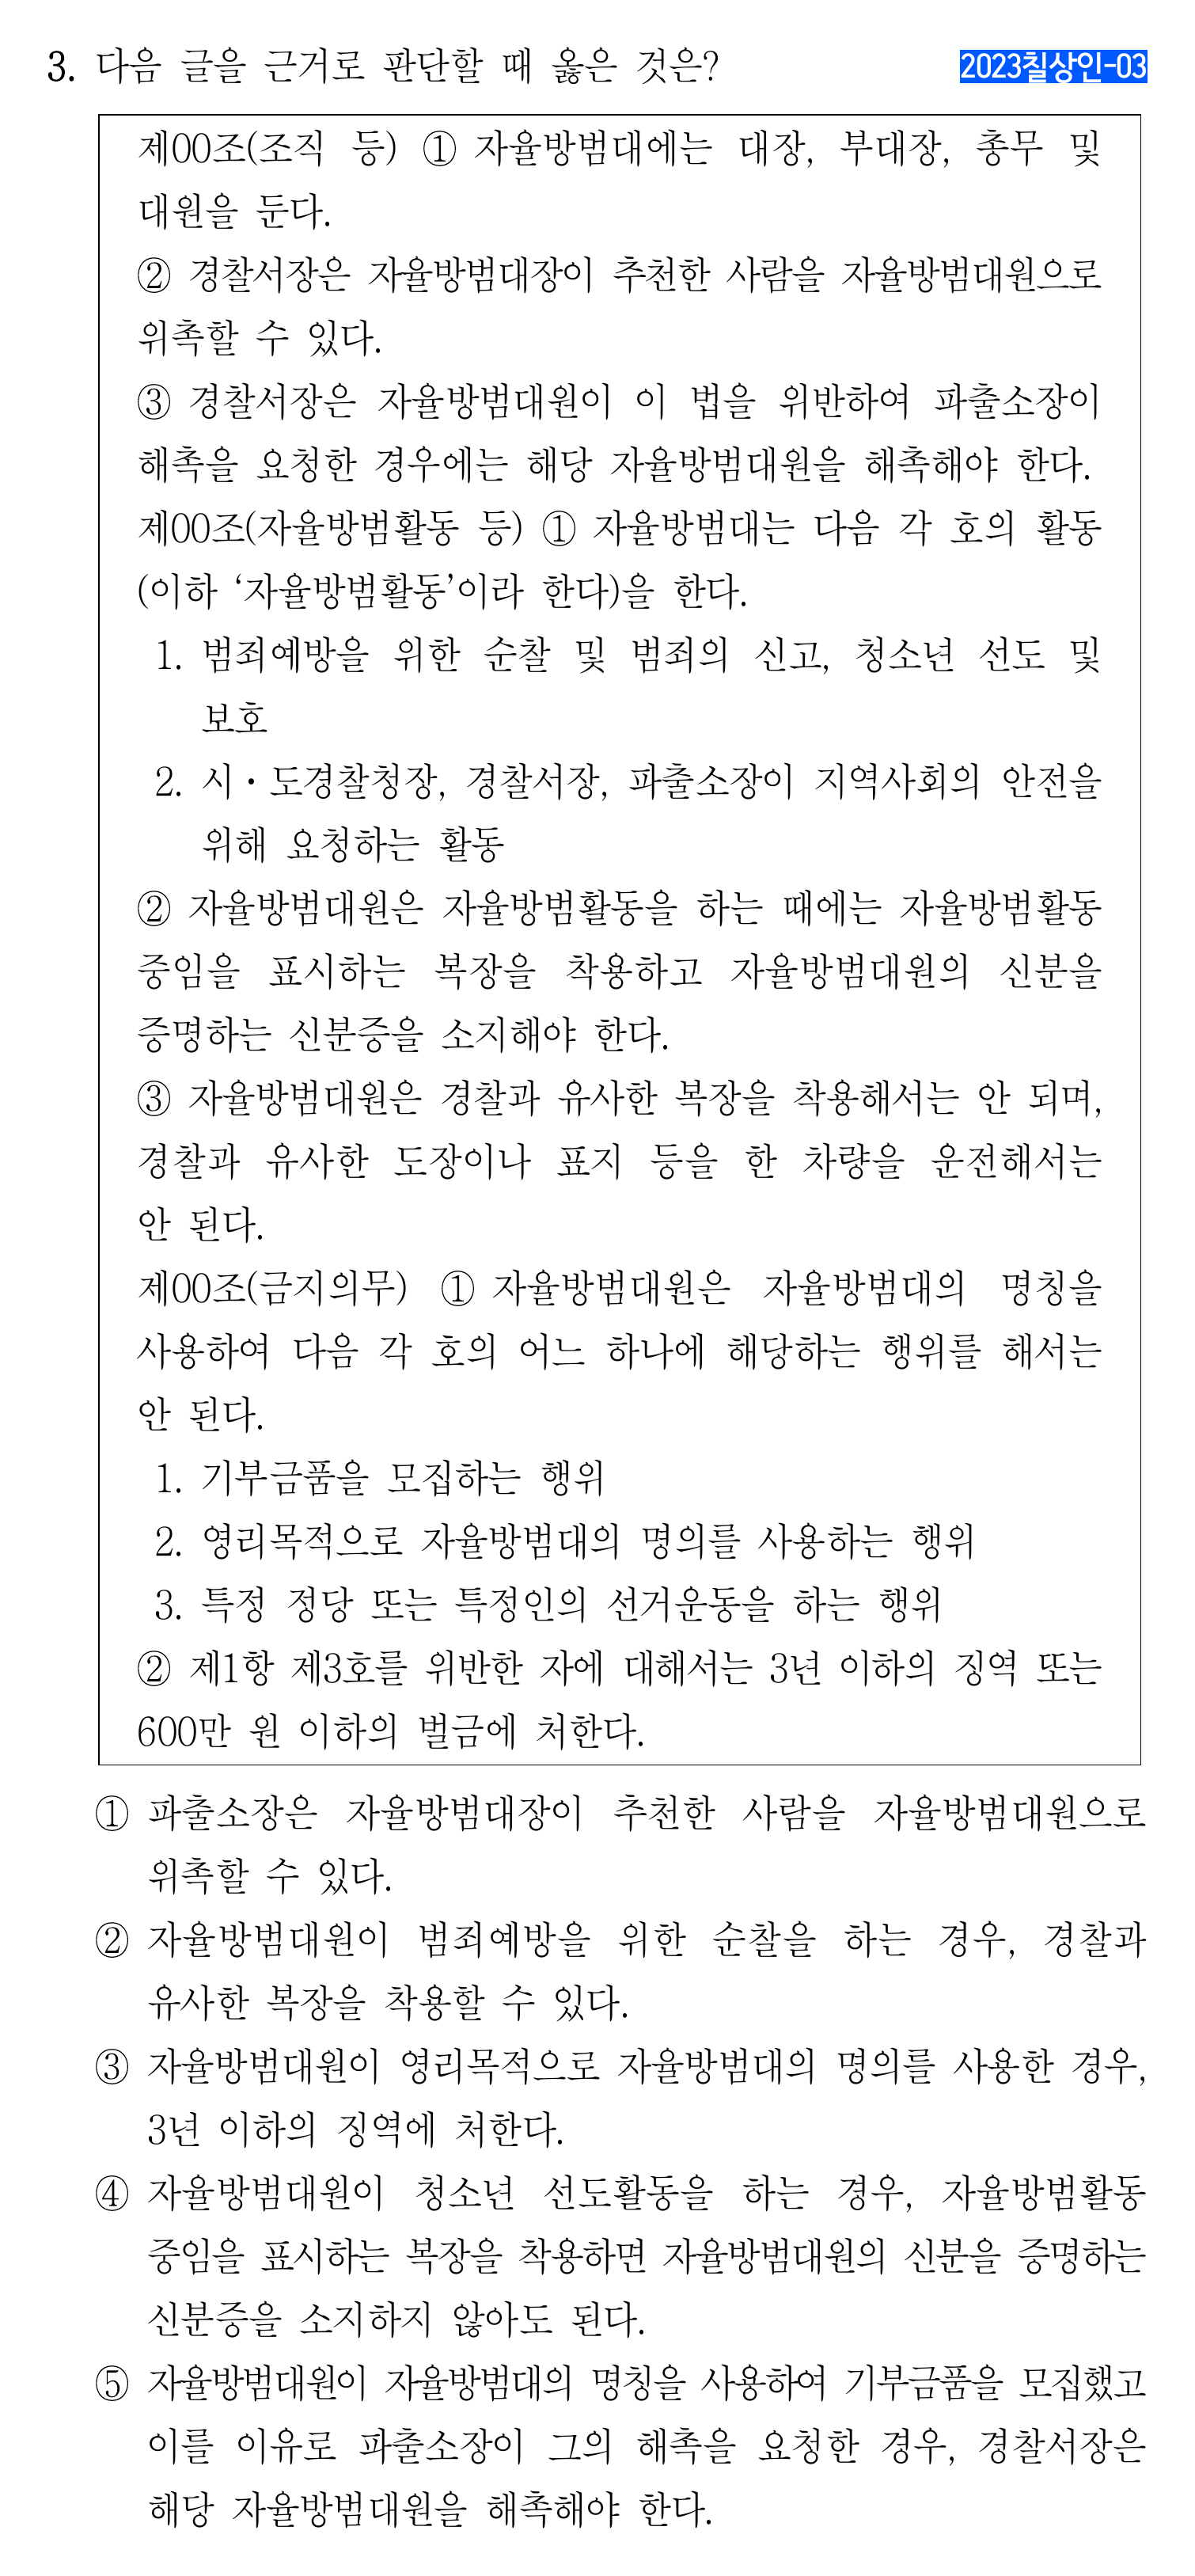 3. 다음 글을 근거로 판단할 때 옳은 것은? 2023칠상인-03
제00조(조직 등) ① 자율방범대에는 대장, 부대장, 총무 및
대원을 둔다.
② 경찰서장은 자율방범대장이 추천한 사람을 자율방범대원으로
위촉할 수 있다.
③ 경찰서장은 자율방범대원이 이 법을 위반하여 파출소장이
해촉을 요청한 경우에는 해당 자율방범대원을 해촉해야 한다.
제00조(자율방범활동 등) ① 자율방범대는 다음 각 호의 활동
(이하 ‘자율방범활동’이라 한다)을 한다.
1. 범죄예방을 위한 순찰 및 범죄의 신고, 청소년 선도 및
보호
2. 시・도경찰청장, 경찰서장, 파출소장이 지역사회의 안전을
위해 요청하는 활동
② 자율방범대원은 자율방범활동을 하는 때에는 자율방범활동
중임을 표시하는 복장을 착용하고 자율방범대원의 신분을
증명하는 신분증을 소지해야 한다.
③ 자율방범대원은 경찰과 유사한 복장을 착용해서는 안 되며,
경찰과 유사한 도장이나 표지 등을 한 차량을 운전해서는
안 된다.
제00조(금지의무) ① 자율방범대원은 자율방범대의 명칭을
사용하여 다음 각 호의 어느 하나에 해당하는 행위를 해서는
안 된다.
1. 기부금품을 모집하는 행위
2. 영리목적으로 자율방범대의 명의를 사용하는 행위
3. 특정 정당 또는 특정인의 선거운동을 하는 행위
② 제1항 제3호를 위반한 자에 대해서는 3년 이하의 징역 또는
600만 원 이하의 벌금에 처한다.
① 파출소장은 자율방범대장이 추천한 사람을 자율방범대원으로
위촉할 수 있다.
② 자율방범대원이 범죄예방을 위한 순찰을 하는 경우, 경찰과
유사한 복장을 착용할 수 있다.
③ 자율방범대원이 영리목적으로 자율방범대의 명의를 사용한 경우,
3년 이하의 징역에 처한다.
④ 자율방범대원이 청소년 선도활동을 하는 경우, 자율방범활동
중임을 표시하는 복장을 착용하면 자율방범대원의 신분을 증명하는
신분증을 소지하지 않아도 된다.
⑤ 자율방범대원이 자율방범대의 명칭을 사용하여 기부금품을 모집했고
이를 이유로 파출소장이 그의 해촉을 요청한 경우, 경찰서장은
해당 자율방범대원을 해촉해야 한다.